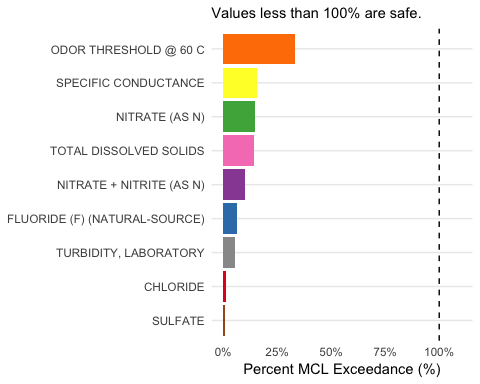 Values less than 100% are safe.
ODOR THRESHOLD @ 60 C
SPECIFIC CONDUCTANCE
NITRATE (AS N)
TOTAL DISSOLVED SOLIDS
NITRATE + NITRITE (AS N)
FLUORIDE (F) (NATURAL-SOURCE)
TURBIDITY, LABORATORY
CHLORIDE
SULFATE
0% 25% 50% 75% 100%
Percent MCL Exceedance (%)